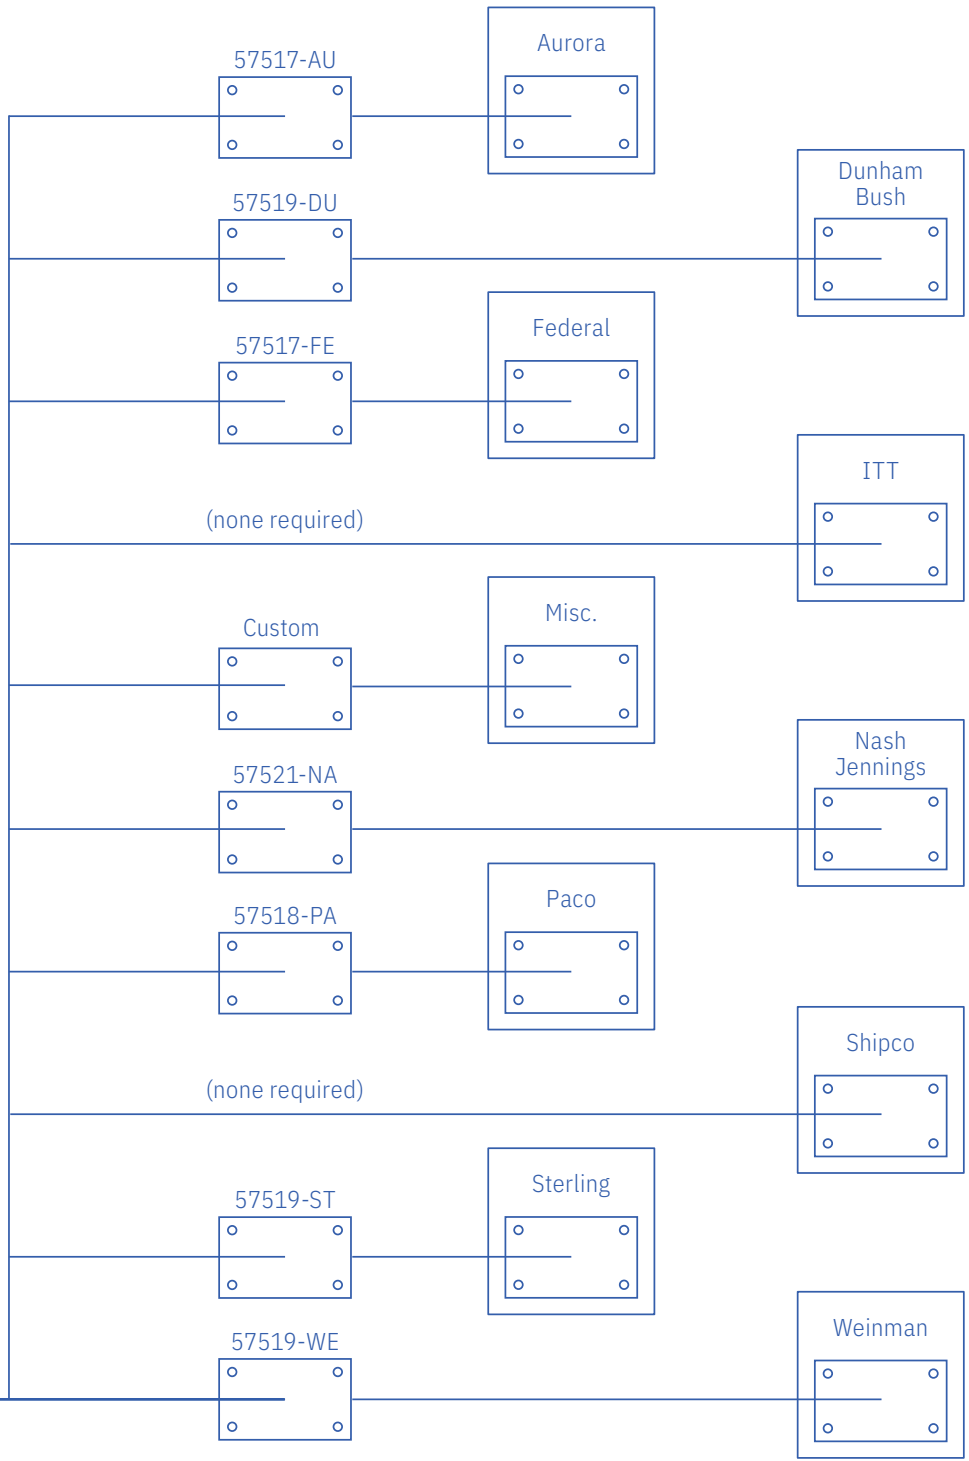 57517-AU
Aurora
57519-DU
Dunham
Bush
57517-FE
Federal
(none required)
ITT
Custom
Misc.
57521-NA
Nash
Jennings
57518-PA
Paco
(none required)
Shipco
57519-ST
Sterling
57519-WE
Weinman